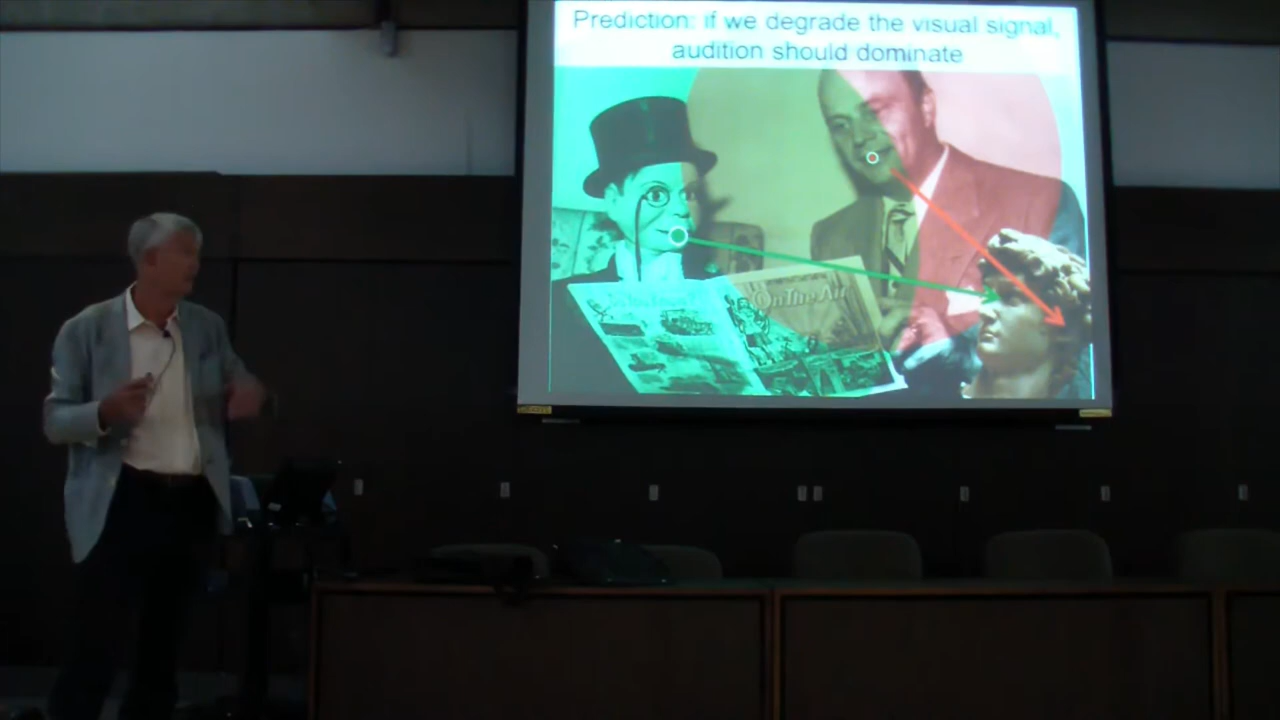 Prediction: if we degrade the visual signal,
audition should dominate
On The Air